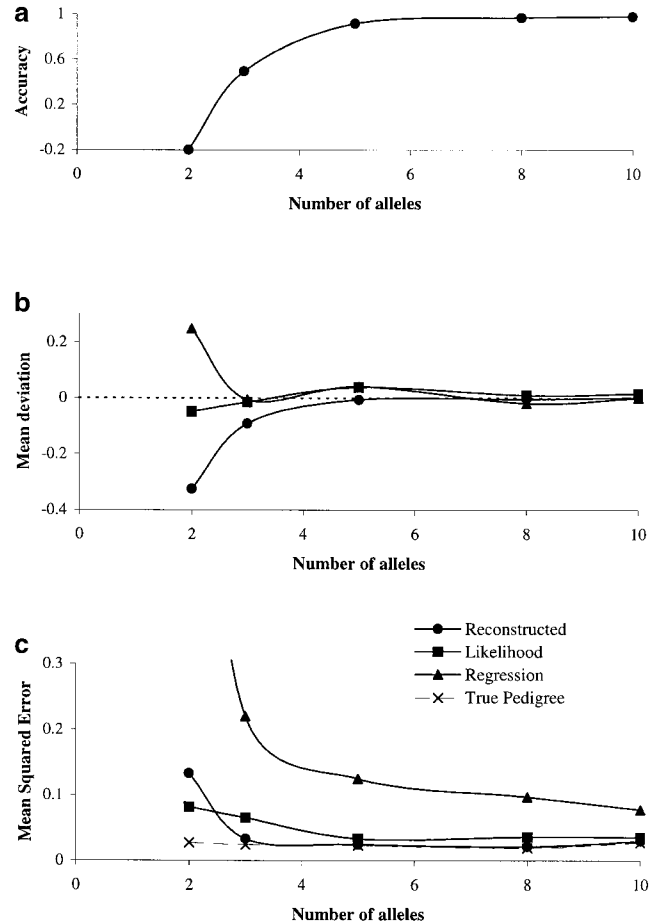 a
1
0.6
0.2
-0.2
Accuracy
0 2 4 6 8 10
Number of alleles
b
0.2
0
-0.2
-0.4
Mean deviation
0 2 4 6 8 10
Number of alleles
c
Reconstructed
Likelihood
Regression
True Pedigree
0.3
0.2
0.1
0
Mean Squared Error
0 2 4 6 8 10
Number of alleles